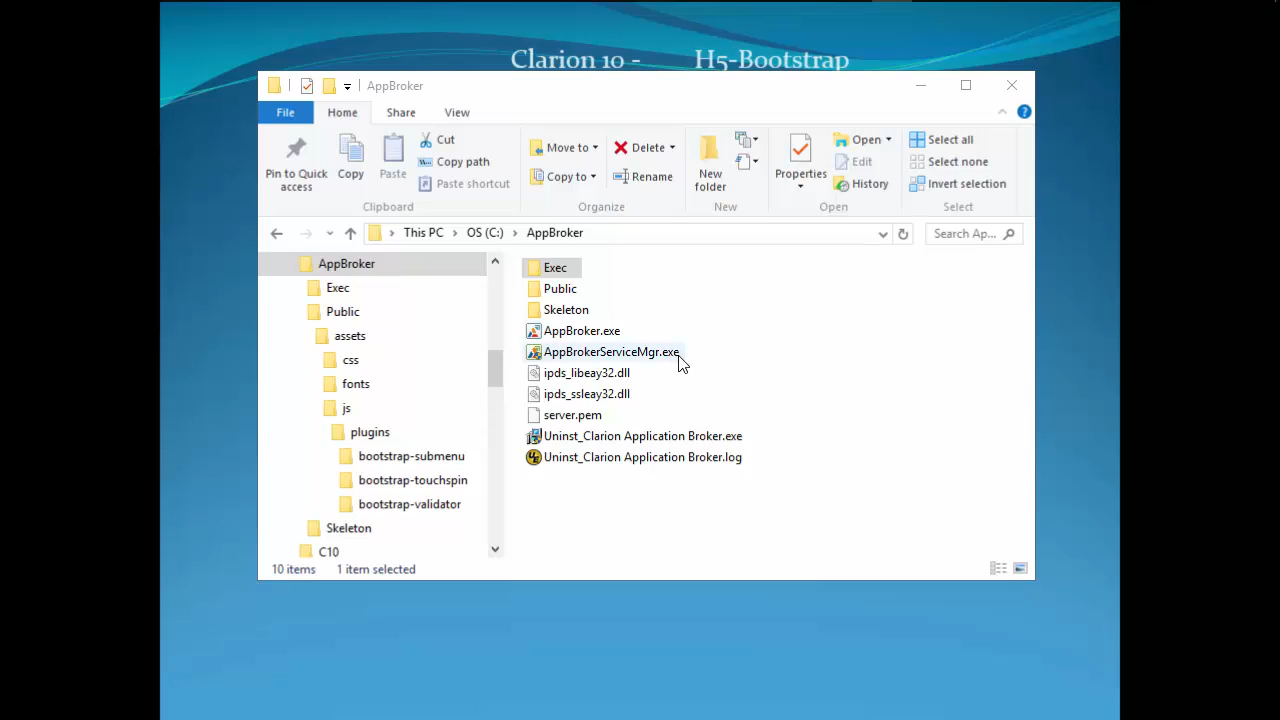 Clarion 10 - H5-Bootstrap
AppBroker
File Home Share View
Pin to Quick access
Copy
Paste
Cut
Copy path
Paste shortcut
Clipboard
Move to
Copy to
Delete
Rename
Organize
New folder
New
Properties
Open
Edit
History
Open
Select all
Select none
Invert selection
Select
This PC OS (C:) AppBroker
Search Ap...
AppBroker
Exec
Public
assets
css
fonts
js
plugins
bootstrap-submenu
bootstrap-touchspin
bootstrap-validator
Skeleton
C10
Exec
Public
Skeleton
AppBroker.exe
AppBrokerServiceMgr.exe
ipds_libeay32.dll
ipds_ssleay32.dll
server.pem
Uninst_Clarion Application Broker.exe
Uninst_Clarion Application Broker.log
10 items 1 item selected